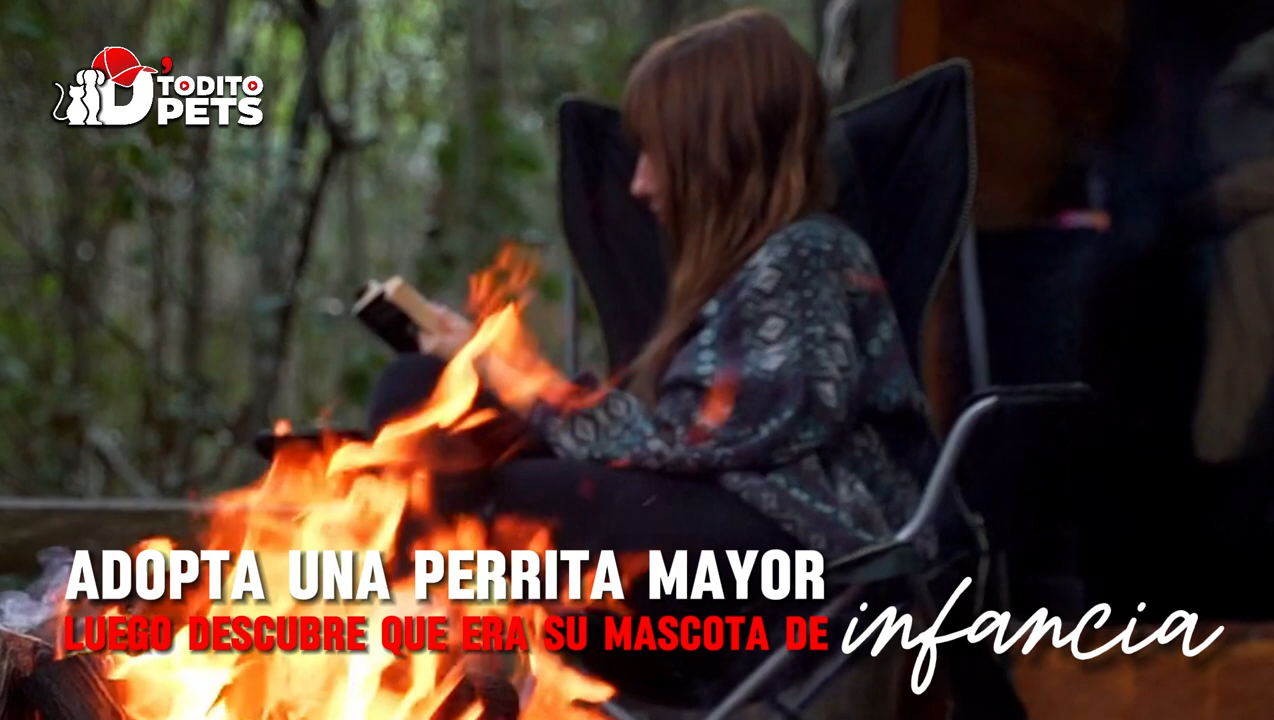 D'TODITO
PETS
ADOPTA UNA PERRITA MAYOR
LUEGO DESCUBRE QUE ERA SU MASCOTA DE infancia